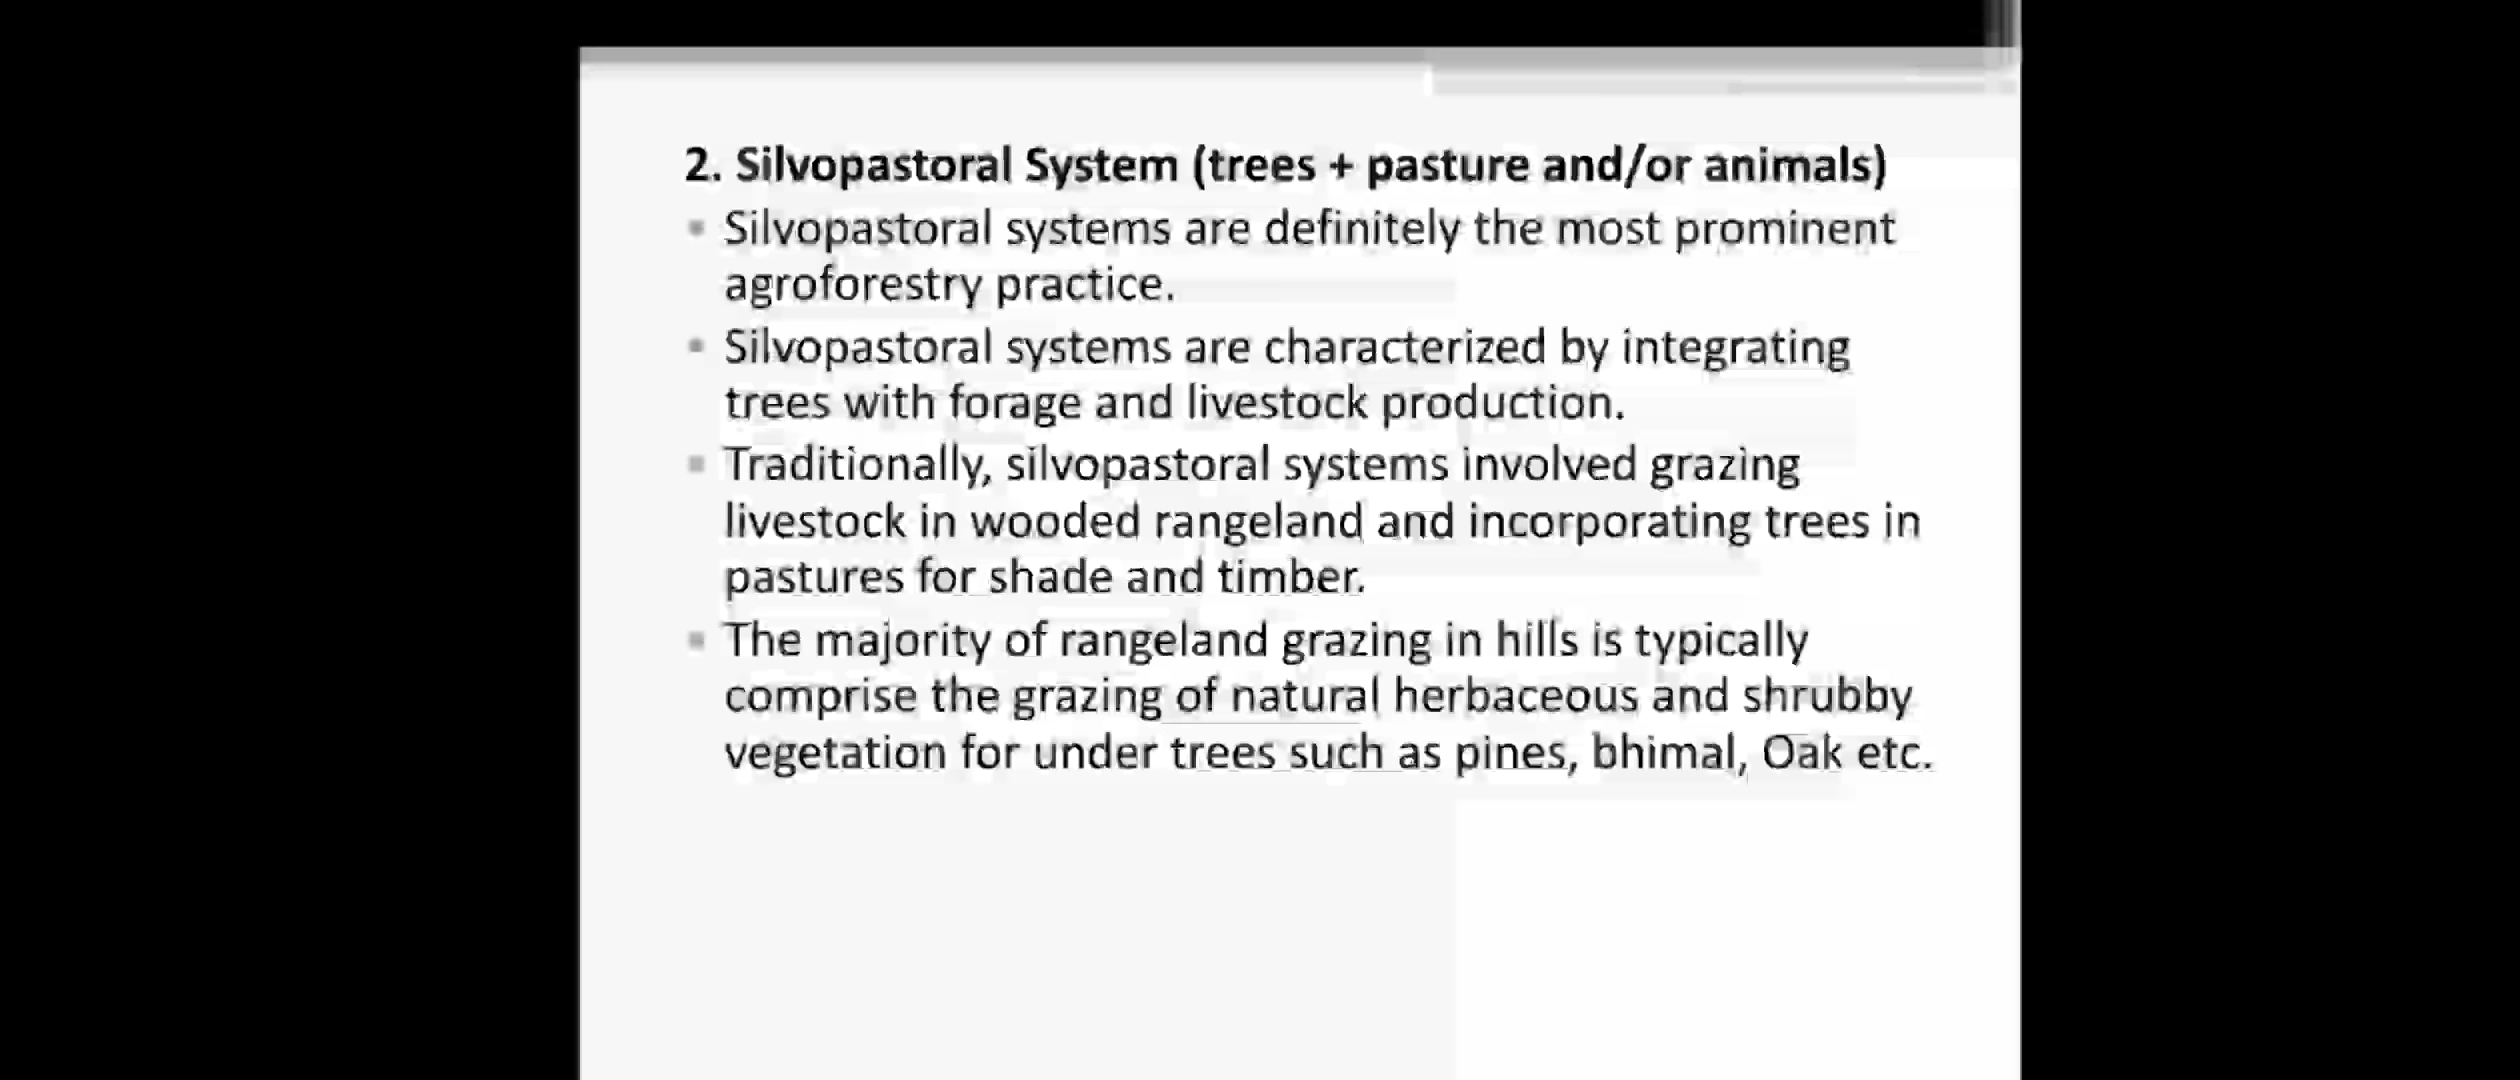 2. Silvopastoral System (trees + pasture and/or animals)
▪ Silvopastoral systems are definitely the most prominent
agroforestry practice.
▪ Silvopastoral systems are characterized by integrating
trees with forage and livestock production.
▪ Traditionally, silvopastoral systems involved grazing
livestock in wooded rangeland and incorporating trees in
pastures for shade and timber.
▪ The majority of rangeland grazing in hills is typically
comprise the grazing of natural herbaceous and shrubby
vegetation for under trees such as pines, bhimal, Oak etc.